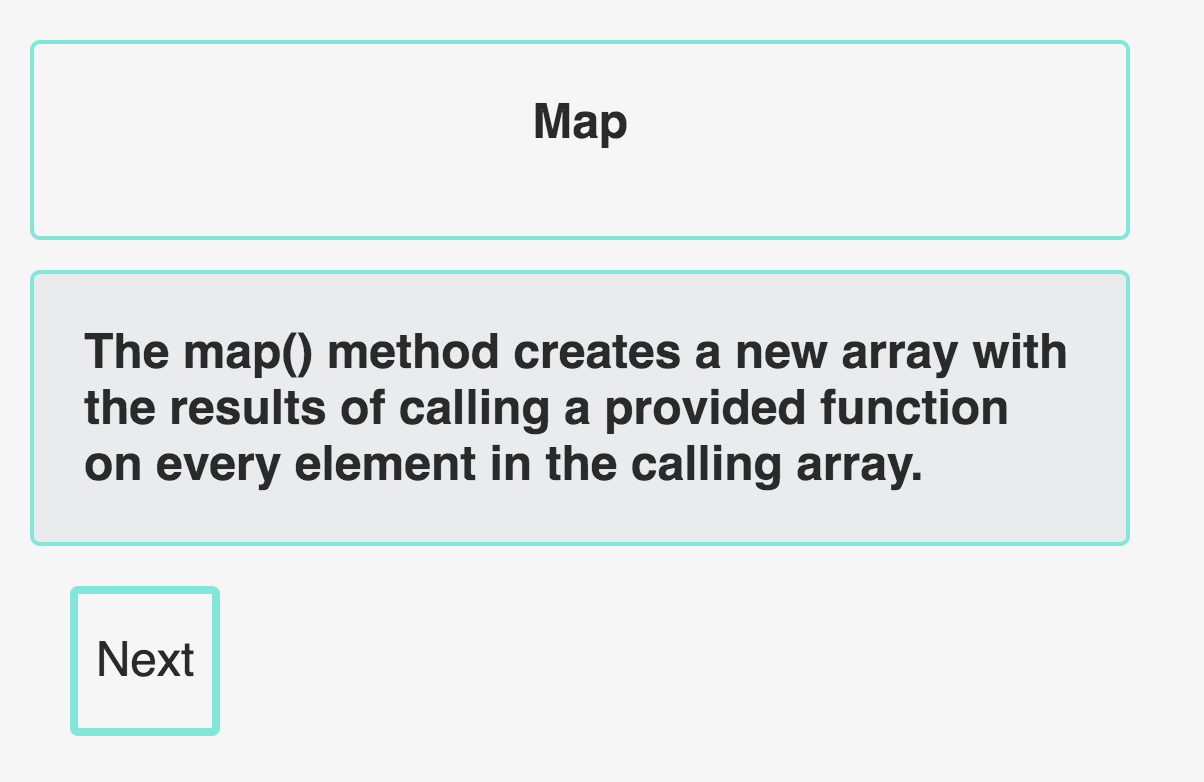 Map
The map() method creates a new array with
the results of calling a provided function
on every element in the calling array.
Next